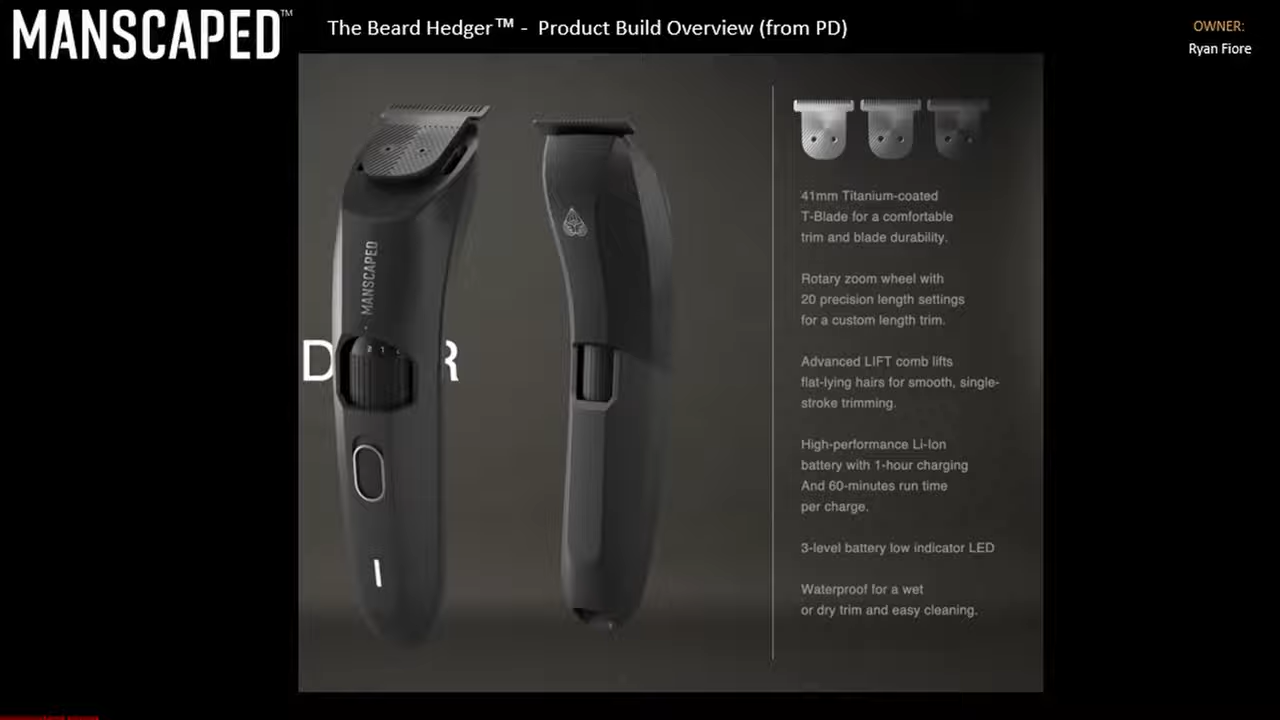 MANSCAPED™
The Beard Hedger™ - Product Build Overview (from PD)
OWNER:
Ryan Fiore
MANSCAPED
D
R
41mm Titanium-coated
T-Blade for a comfortable
trim and blade durability.
Rotary zoom wheel with
20 precision length settings
for a custom length trim.
Advanced LIFT comb lifts
flat-lying hairs for smooth, single-
stroke trimming.
High-performance Li-Ion
battery with 1-hour charging
And 60-minutes run time
per charge.
3-level battery low indicator LED
Waterproof for a wet
or dry trim and easy cleaning.